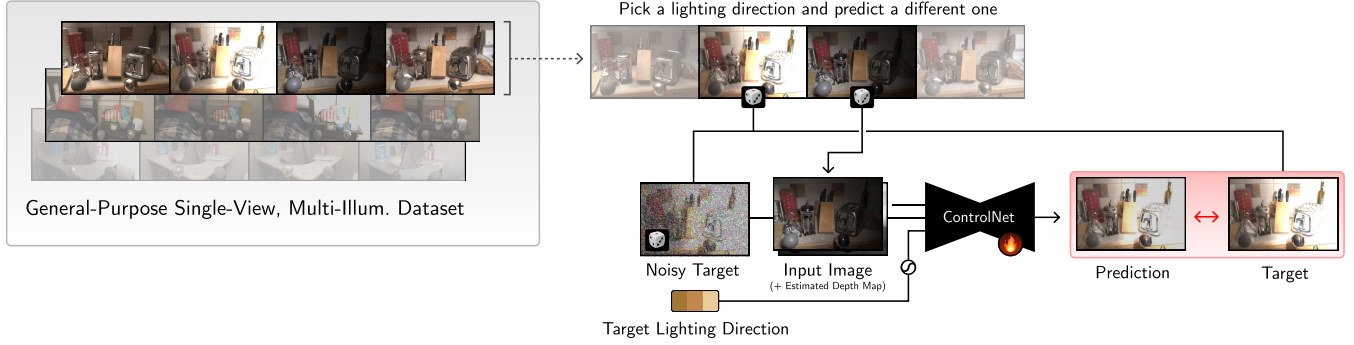 Pick a lighting direction and predict a different one
General-Purpose Single-View, Multi-Illum. Dataset
ControlNet
Noisy Target
Input Image
(+ Estimated Depth Map)
Prediction
Target
Target Lighting Direction